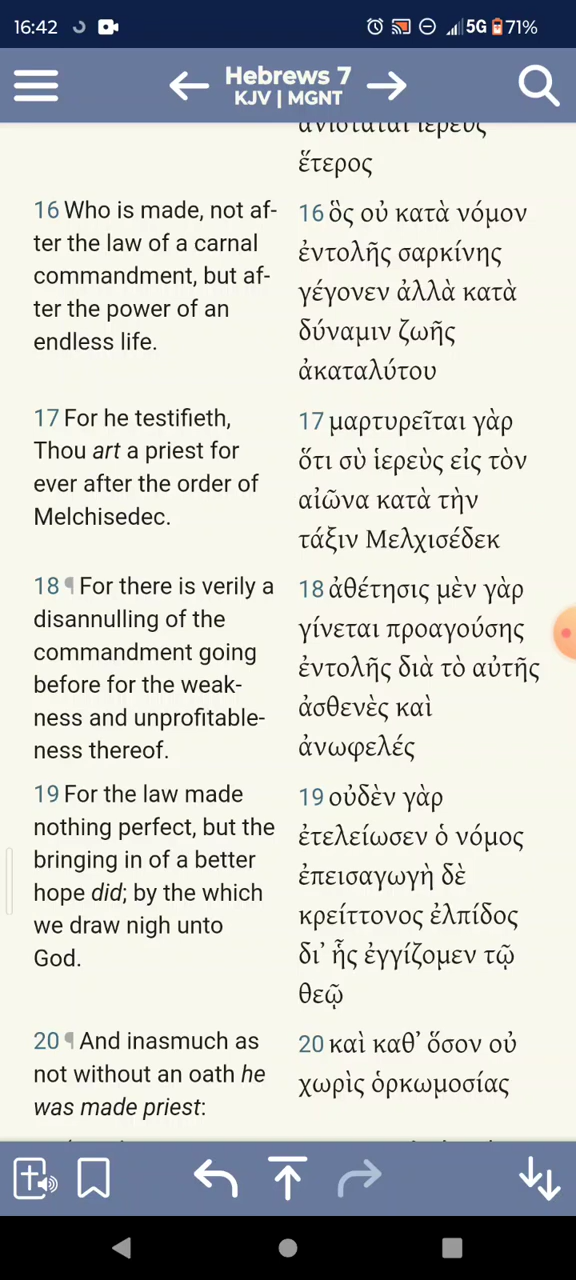 16:42
5G
71%
Hebrews 7
KJV | MGNT
ἀνίσταται ἱερεὺς
ἕτερος
16 Who is made, not af-
ter the law of a carnal
commandment, but af-
ter the power of an
endless life.
16 ὃς οὐ κατὰ νόμον
ἐντολῆς σαρκίνης
γέγονεν ἀλλὰ κατὰ
δύναμιν ζωῆς
ἀκαταλύτου
17 For he testifieth,
Thou art a priest for
ever after the order of
Melchisedec.
17 μαρτυρεῖται γὰρ
ὅτι σὺ ἱερεὺς εἰς τὸν
αἰῶνα κατὰ τὴν
τάξιν Μελχισέδεκ
18 ¶ For there is verily a
disannulling of the
commandment going
before for the weak-
ness and unprofitable-
ness thereof.
18 ἀθέτησις μὲν γὰρ
γίνεται προαγούσης
ἐντολῆς διὰ τὸ αὐτῆς
ἀσθενὲς καὶ
ἀνωφελές
19 For the law made
nothing perfect, but the
bringing in of a better
hope did; by the which
we draw nigh unto
God.
19 οὐδὲν γὰρ
ἐτελείωσεν ὁ νόμος
ἐπεισαγωγὴ δὲ
κρείττονος ἐλπίδος
δι’ ἧς ἐγγίζομεν τῷ
θεῷ
20 ¶ And inasmuch as
not without an oath he
was made priest:
20 καὶ καθ’ ὅσον οὐ
χωρὶς ὁρκωμοσίας